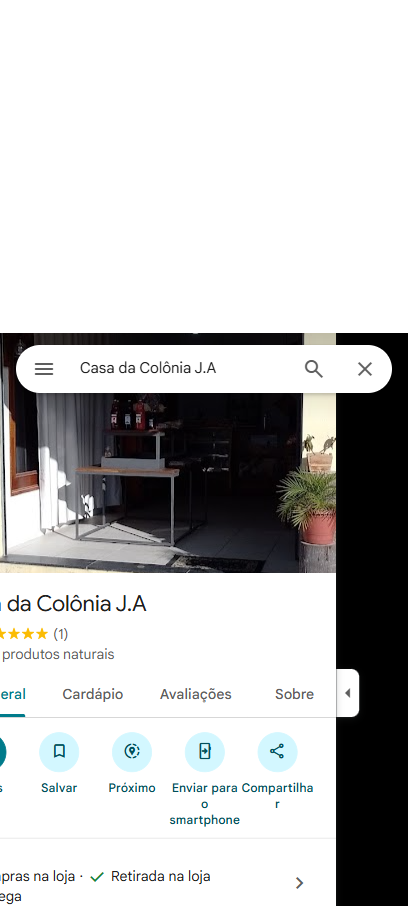 Casa da Colônia J.A
da Colônia J.A
(1)
produtos naturais
eral Cardápio Avaliações Sobre
s Salvar Próximo Enviar para o smartphone Compartilhar
pras na loja · Retirada na loja
ega